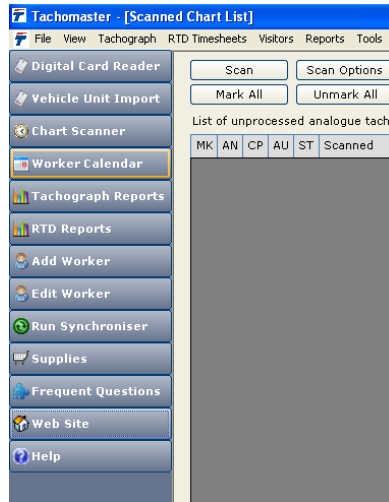 Tachomaster - [Scanned Chart List]
File View Tachograph RTD Timesheets Visitors Reports Tools
Digital Card Reader
Vehicle Unit Import
Chart Scanner
Worker Calendar
Tachograph Reports
RTD Reports
Add Worker
Edit Worker
Run Synchroniser
Supplies
Frequent Questions
Web Site
Help
Scan Scan Options
Mark All Unmark All
List of unprocessed analogue tach
MK AN CP AU ST Scanned